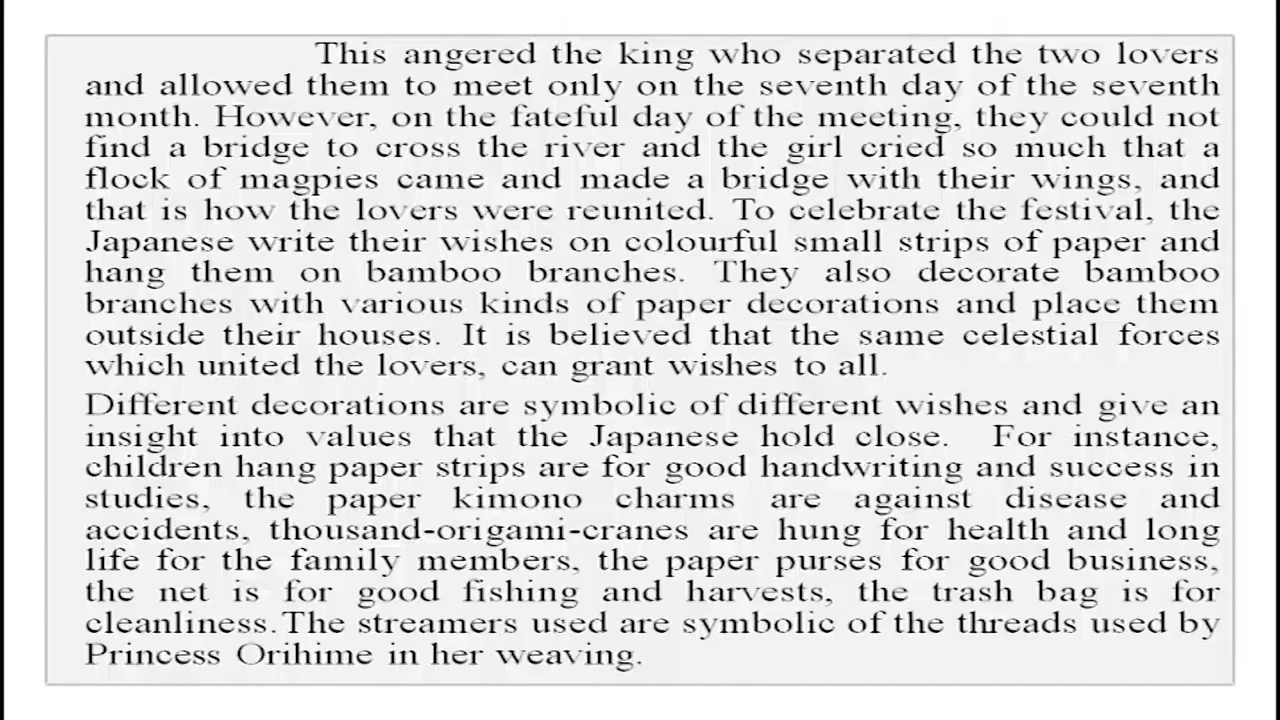 This angered the king who separated the two lovers
and allowed them to meet only on the seventh day of the seventh
month. However, on the fateful day of the meeting, they could not
find a bridge to cross the river and the girl cried so much that a
flock of magpies came and made a bridge with their wings, and
that is how the lovers were reunited. To celebrate the festival, the
Japanese write their wishes on colourful small strips of paper and
hang them on bamboo branches. They also decorate bamboo
branches with various kinds of paper decorations and place them
outside their houses. It is believed that the same celestial forces
which united the lovers, can grant wishes to all.
Different decorations are symbolic of different wishes and give an
insight into values that the Japanese hold close. For instance,
children hang paper strips are for good handwriting and success in
studies, the paper kimono charms are against disease and
accidents, thousand-origami-cranes are hung for health and long
life for the family members, the paper purses for good business,
the net is for good fishing and harvests, the trash bag is for
cleanliness. The streamers used are symbolic of the threads used by
Princess Orihime in her weaving.